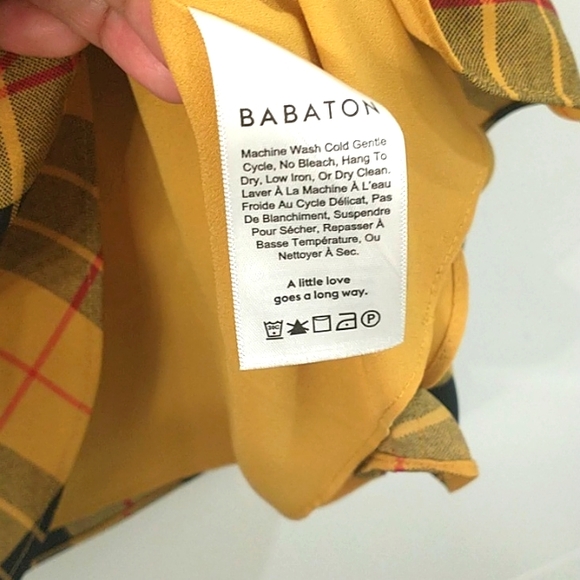 BABATON
Machine Wash Cold Gentle
Cycle, No Bleach, Hang To
Dry, Low Iron, Or Dry Clean.
Laver À La Machine À L'eau
Froide Au Cycle Délicat, Pas
De Blanchiment, Suspendre
Pour Sécher, Repasser À
Basse Température, Ou
Nettoyer À Sec.
A little love
goes a long way.
30C P